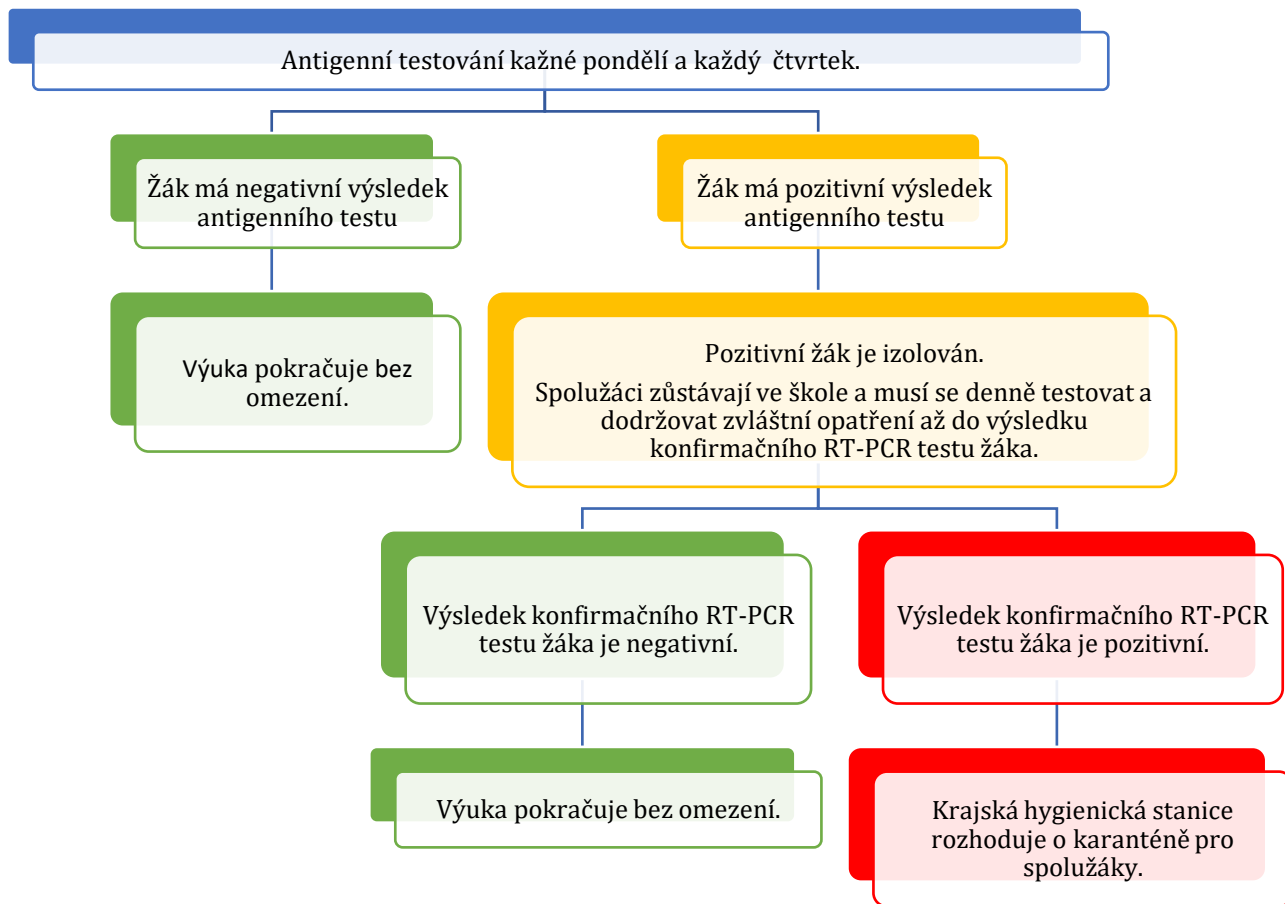 Antigenní testování kažné pondělí a každý čtvrtek.
Žák má negativní výsledek
antigenního testu
Žák má pozitivní výsledek
antigenního testu
Výuka pokračuje bez
omezení.
Pozitivní žák je izolován.
Spolužáci zůstávají ve škole a musí se denně testovat a
dodržovat zvláštní opatření až do výsledku
konfirmačního RT-PCR testu žáka.
Výsledek konfirmačního RT-PCR
testu žáka je negativní.
Výsledek konfirmačního RT-PCR
testu žáka je pozitivní.
Výuka pokračuje bez omezení.
Krajská hygienická stanice
rozhoduje o karanténě pro
spolužáky.